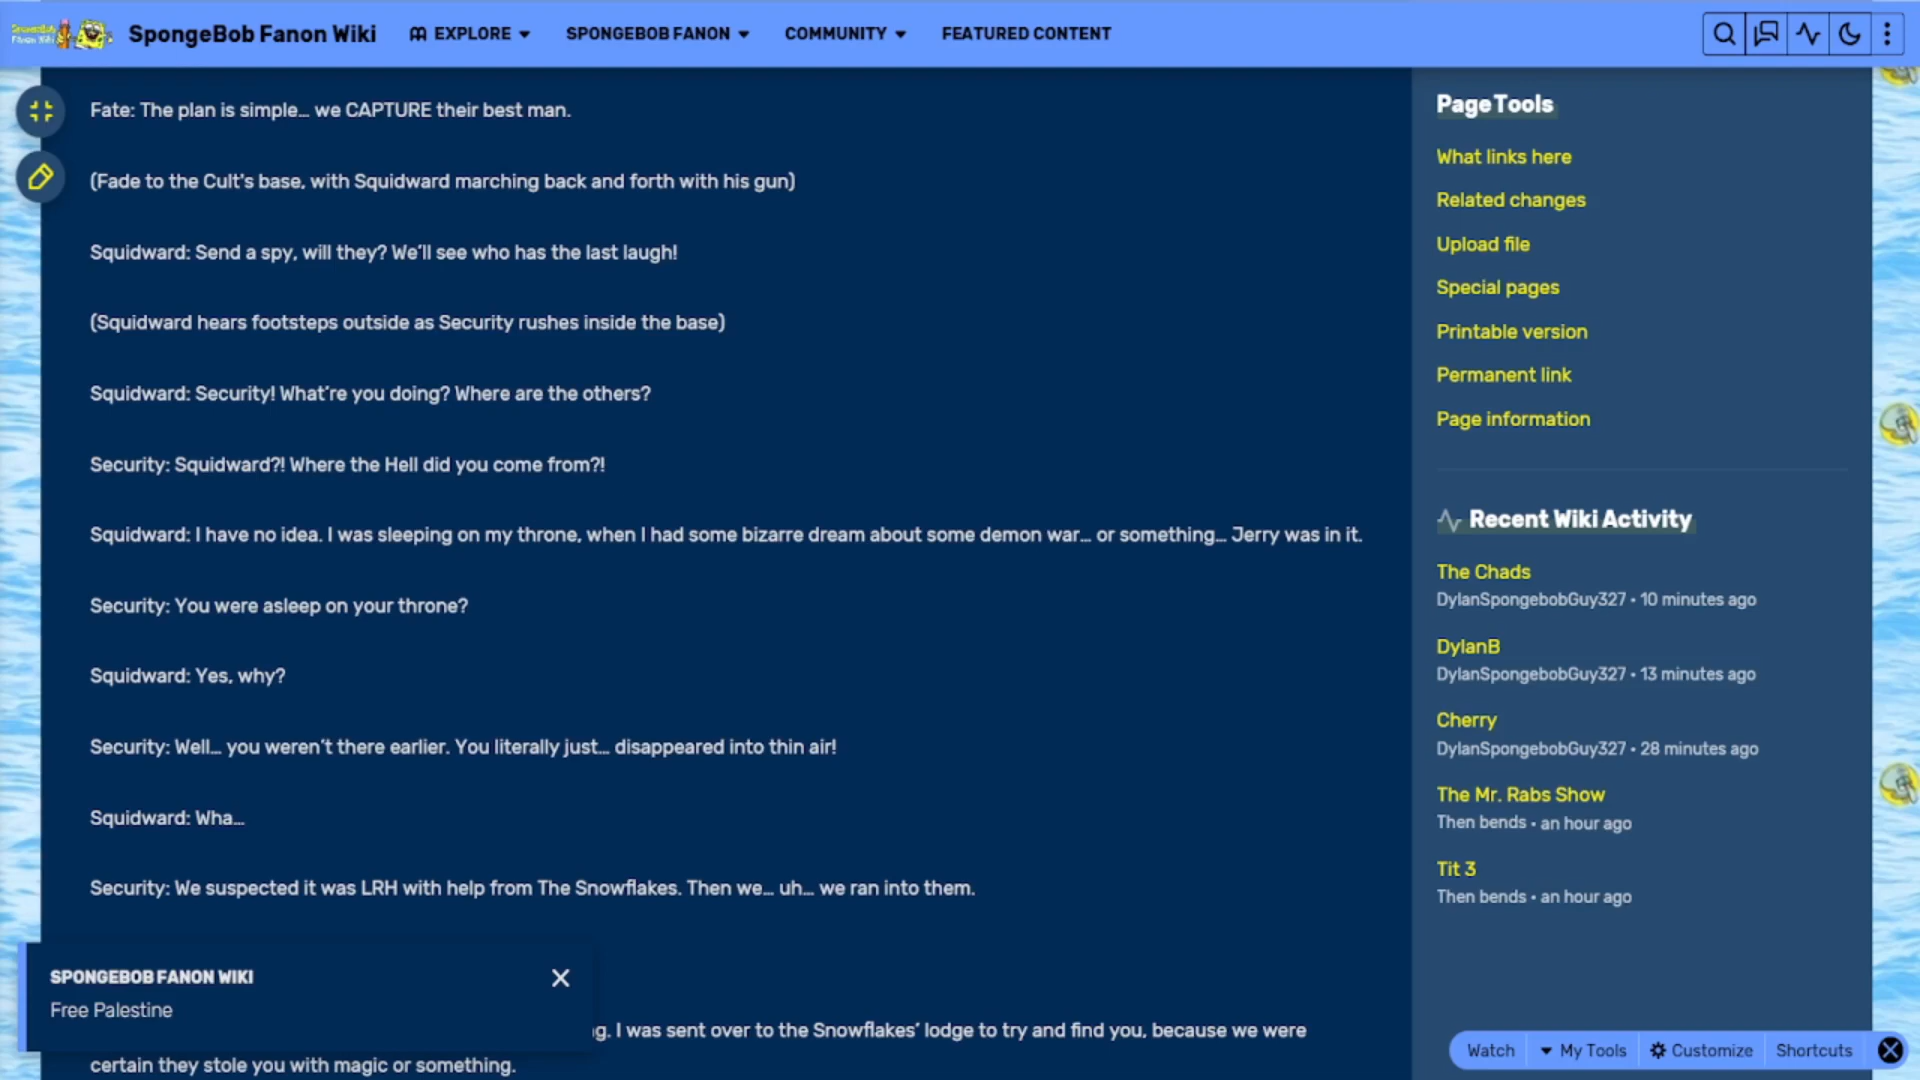 SpongeBob Fanon Wiki
EXPLORE
SPONGEBOB FANON
COMMUNITY
FEATURED CONTENT
Fate: The plan is simple... we CAPTURE their best man.
(Fade to the Cult's base, with Squidward marching back and forth with his gun)
Squidward: Send a spy, will they? We'll see who has the last laugh!
(Squidward hears footsteps outside as Security rushes inside the base)
Squidward: Security! What're you doing? Where are the others?
Security: Squidward?! Where the Hell did you come from?!
Squidward: I have no idea. I was sleeping on my throne, when I had some bizarre dream about some demon war... or something... Jerry was in it.
Security: You were asleep on your throne?
Squidward: Yes, why?
Security: Well... you weren't there earlier. You literally just... disappeared into thin air!
Squidward: Wha...
Security: We suspected it was LRH with help from The Snowflakes. Then we... uh... we ran into them.
g. I was sent over to the Snowflakes' lodge to try and find you, because we were
certain they stole you with magic or something.
SPONGEBOB FANON WIKI
Free Palestine
Page Tools
What links here
Related changes
Upload file
Special pages
Printable version
Permanent link
Page information
Recent Wiki Activity
The Chads
DylanSpongebobGuy327 • 10 minutes ago
DylanB
DylanSpongebobGuy327 • 13 minutes ago
Cherry
DylanSpongebobGuy327 • 28 minutes ago
The Mr. Rabs Show
Then bends • an hour ago
Tit 3
Then bends • an hour ago
Watch
My Tools
Customize
Shortcuts